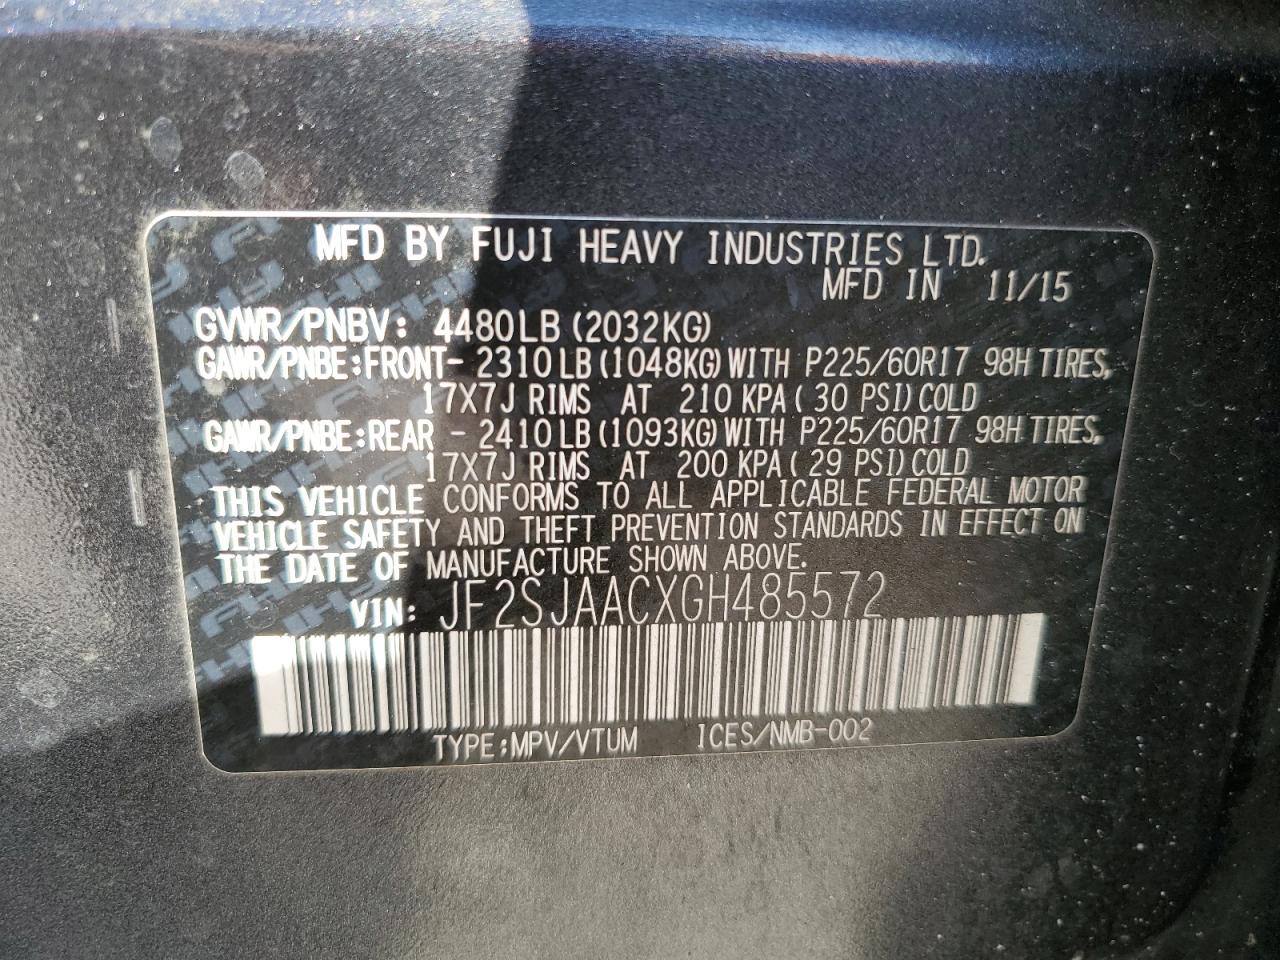 MFD BY FUJI HEAVY INDUSTRIES LTD.
MFD IN 11/15
GVWR/PNBV: 4480LB (2032KG)
GAWR/PNBE:FRONT- 2310LB (1048KG) WITH P225/60R17 98H TIRES,
17X7J RIMS AT 210 KPA ( 30 PSI) COLD
GAWR/PNBE:REAR - 2410LB (1093KG) WITH P225/60R17 98H TIRES,
17X7J RIMS AT 200 KPA ( 29 PSI) COLD
THIS VEHICLE CONFORMS TO ALL APPLICABLE FEDERAL MOTOR
VEHICLE SAFETY AND THEFT PREVENTION STANDARDS IN EFFECT ON
THE DATE OF MANUFACTURE SHOWN ABOVE.
VIN: JF2SJAACXGH485572
TYPE:MPV/VTUM ICES/NMB-002